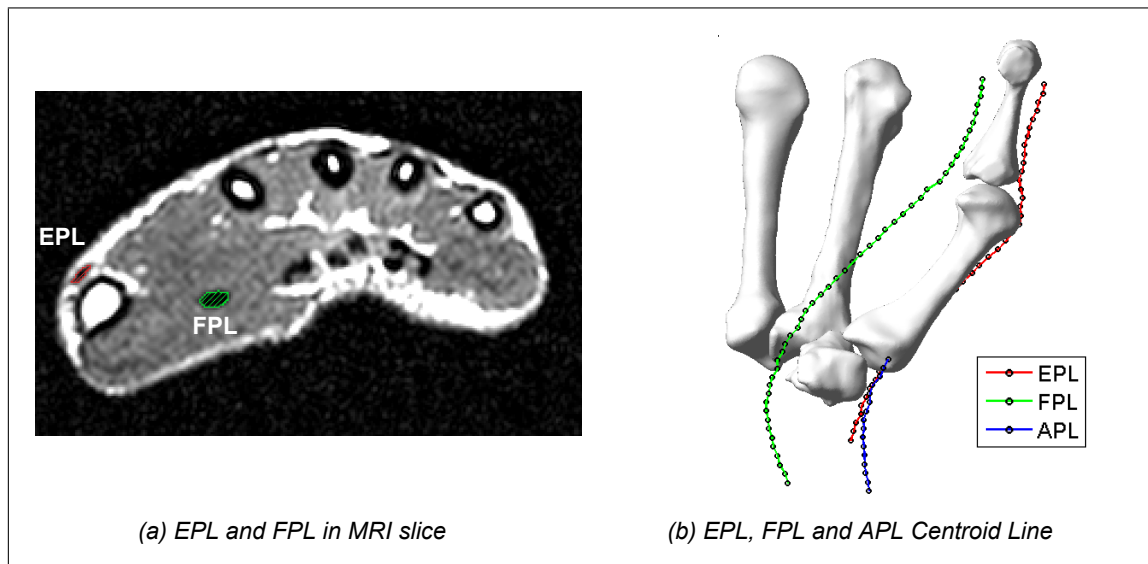 EPL
FPL
EPL
FPL
APL
(a) EPL and FPL in MRI slice
(b) EPL, FPL and APL Centroid Line